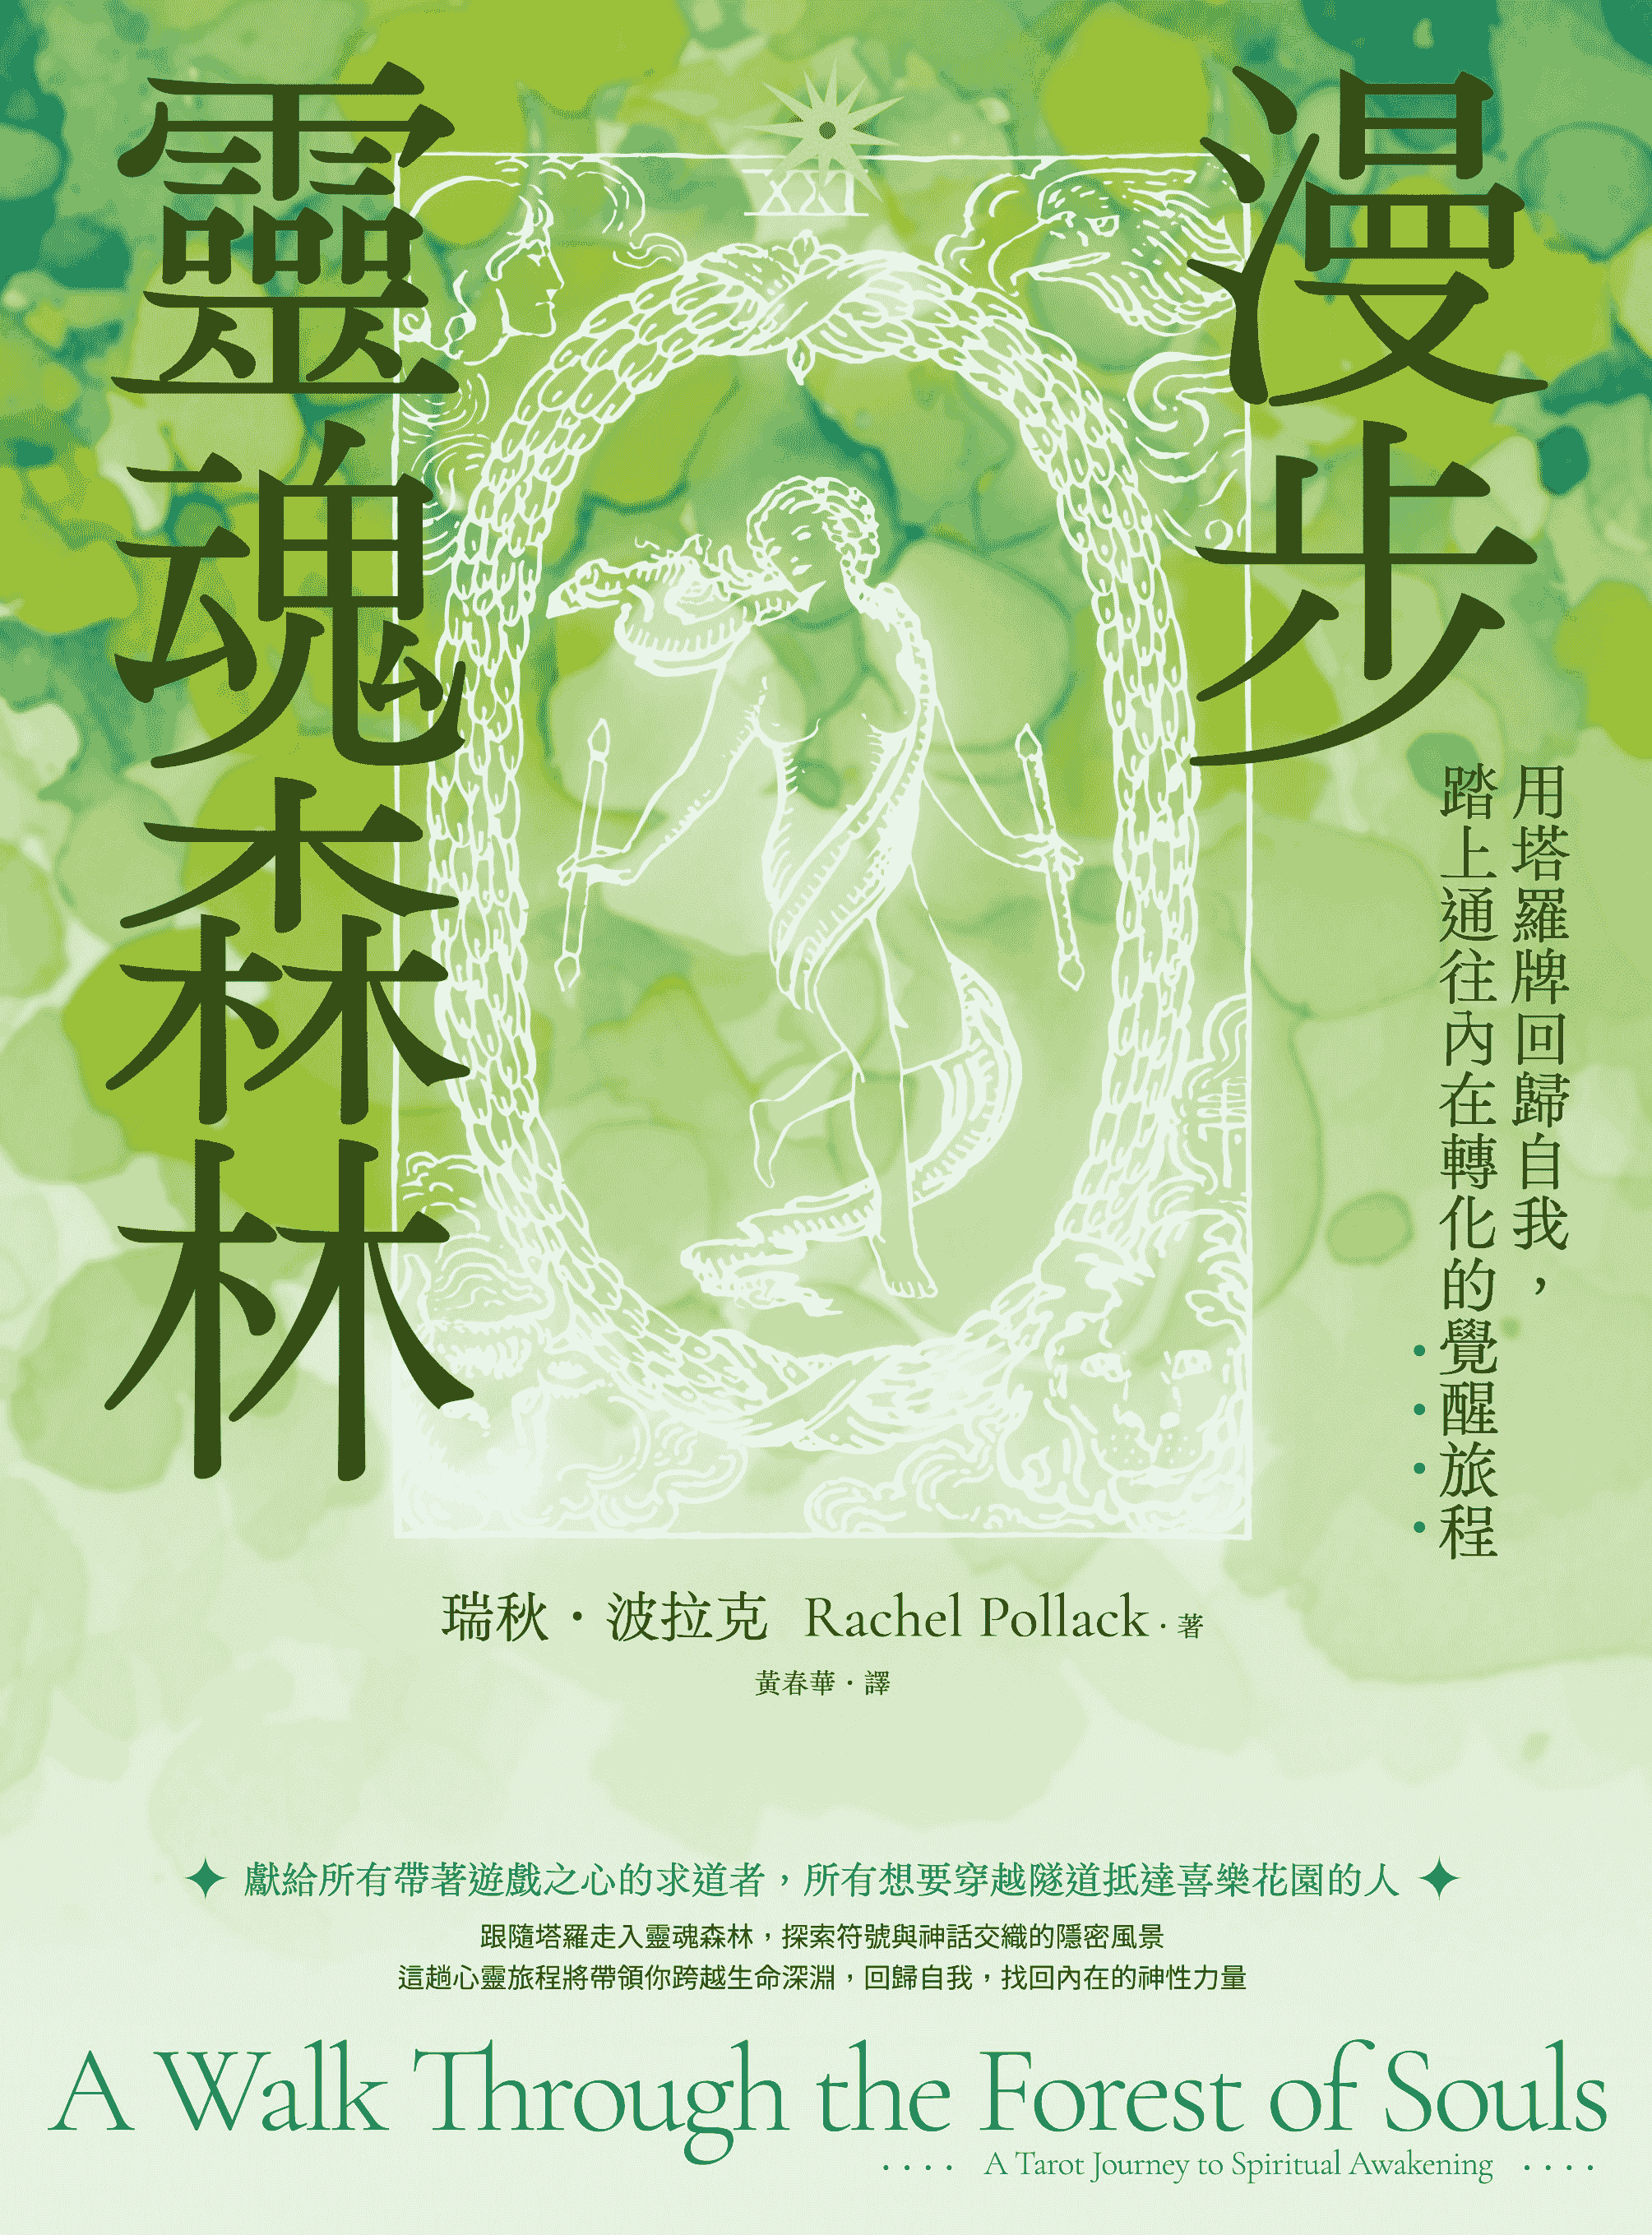 漫步
靈魂森林
用塔羅牌回歸自我，
踏上通往內在轉化的覺醒旅程
XXI
瑞秋・波拉克 Rachel Pollack・著
黃春華・譯
獻給所有帶著遊戲之心的求道者，所有想要穿越隧道抵達喜樂花園的人
跟隨塔羅走入靈魂森林，探索符號與神話交織的隱密風景
這趟心靈旅程將帶領你跨越生命深淵，回歸自我，找回內在的神性力量
A Walk Through the Forest of Souls
A Tarot Journey to Spiritual Awakening